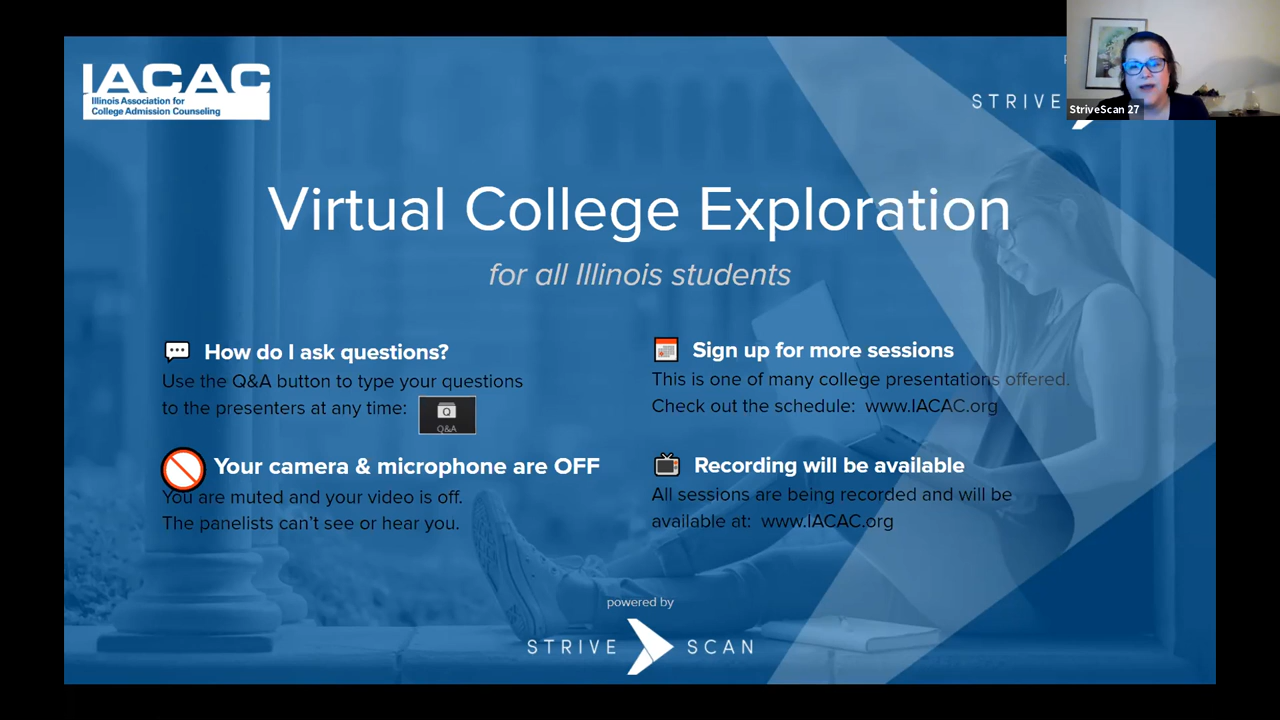 IACAC
Illinois Association for
College Admission Counseling
STRIVE
StriveScan 27
Virtual College Exploration
for all Illinois students
How do I ask questions?
Use the Q&A button to type your questions
to the presenters at any time:
Q
Q&A
Your camera & microphone are OFF
You are muted and your video is off.
The panelists can't see or hear you.
Sign up for more sessions
This is one of many college presentations offered.
Check out the schedule: www.IACAC.org
Recording will be available
All sessions are being recorded and will be
available at: www.IACAC.org
powered by
STRIVE SCAN